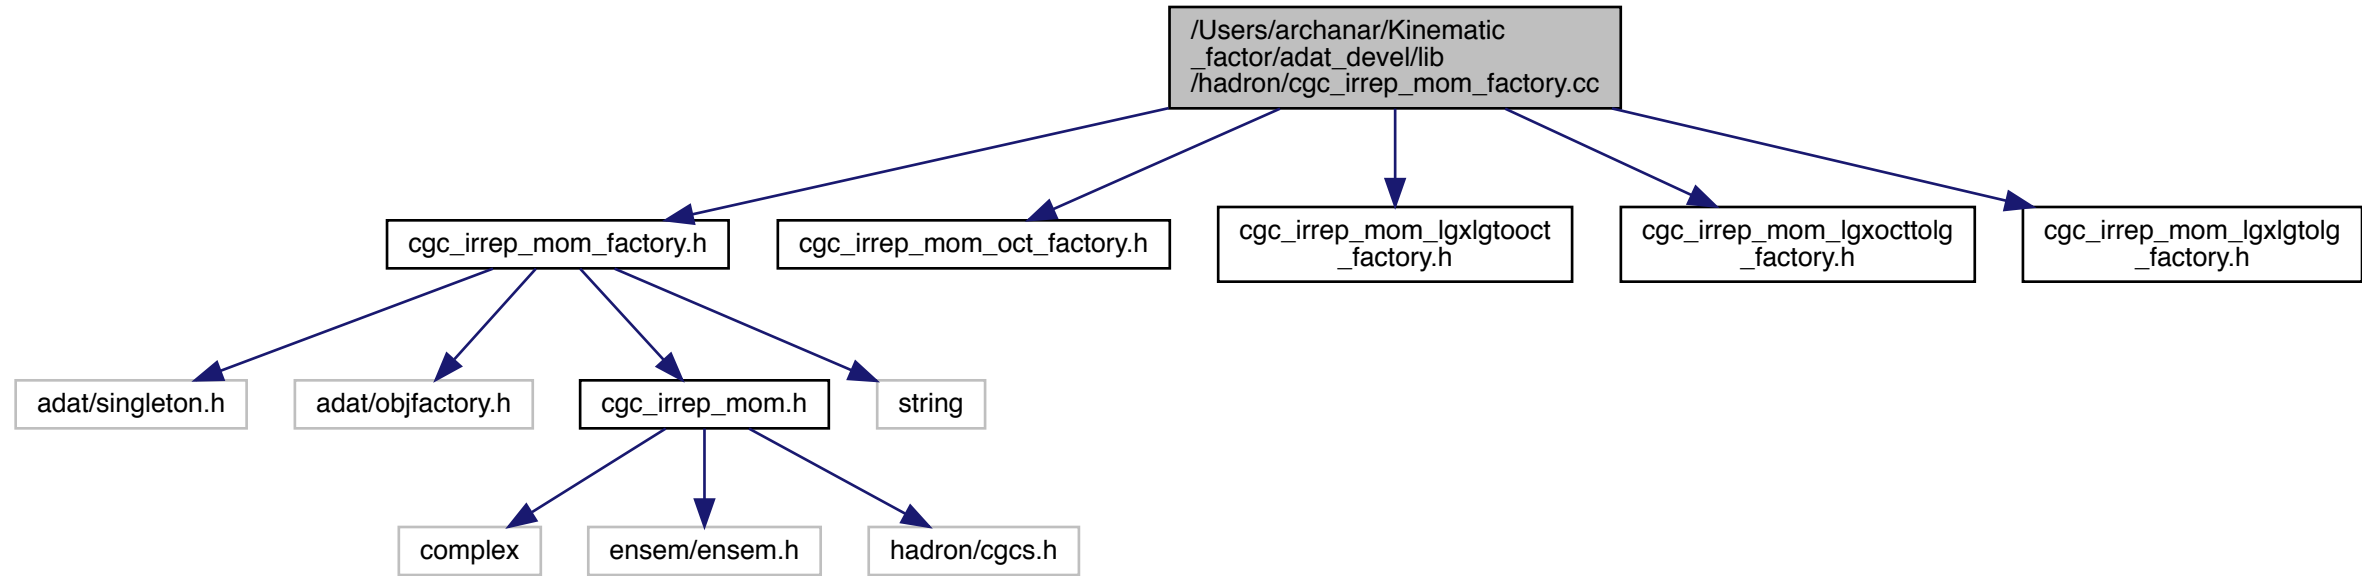 /Users/archanar/Kinematic
_factor/adat_devel/lib
/hadron/cgc_irrep_mom_factory.cc
cgc_irrep_mom_factory.h
cgc_irrep_mom_oct_factory.h
cgc_irrep_mom_lgxlgtooct
_factory.h
cgc_irrep_mom_lgxocttolg
_factory.h
cgc_irrep_mom_lgxlgtolg
_factory.h
adat/singleton.h
adat/objfactory.h
cgc_irrep_mom.h
string
complex
ensem/ensem.h
hadron/cgcs.h